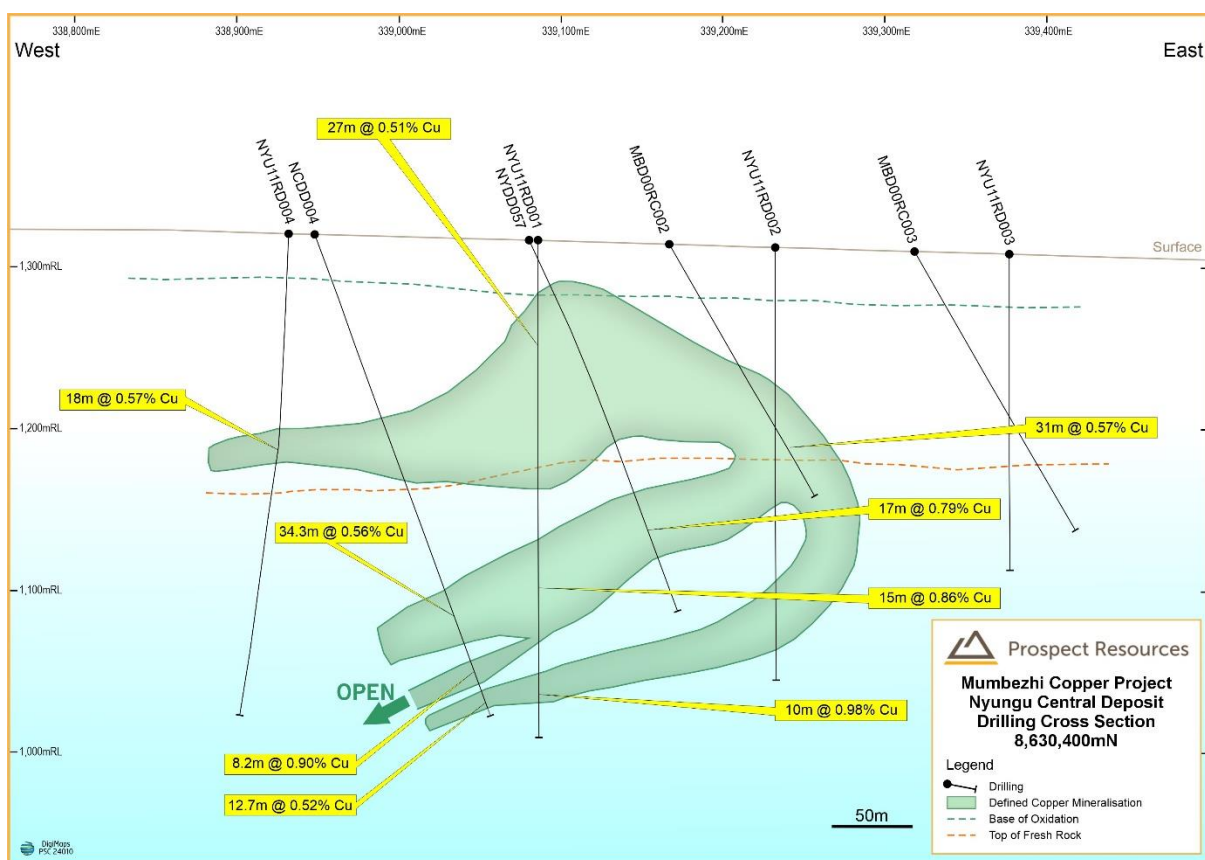 338,800mE
338,900mE
339,000mE
339,100mE
339,200mE
339,300mE
339,400mE
West
East
27m @ 0.51% Cu
NYU11RD004
NCDD004
NYU11RD001
NYDD057
MBD00RC002
NYU11RD002
MBD00RC003
NYU11RD003
Surface
1,300mRL
18m @ 0.57% Cu
1,200mRL
31m @ 0.57% Cu
34.3m @ 0.56% Cu
17m @ 0.79% Cu
1,100mRL
15m @ 0.86% Cu
OPEN
10m @ 0.98% Cu
1,000mRL
8.2m @ 0.90% Cu
12.7m @ 0.52% Cu
50m
Prospect Resources
Mumbezhi Copper Project
Nyungu Central Deposit
Drilling Cross Section
8,630,400mN
Legend
Drilling
Defined Copper Mineralisation
Base of Oxidation
Top of Fresh Rock
DigiMaps
PSC 24010